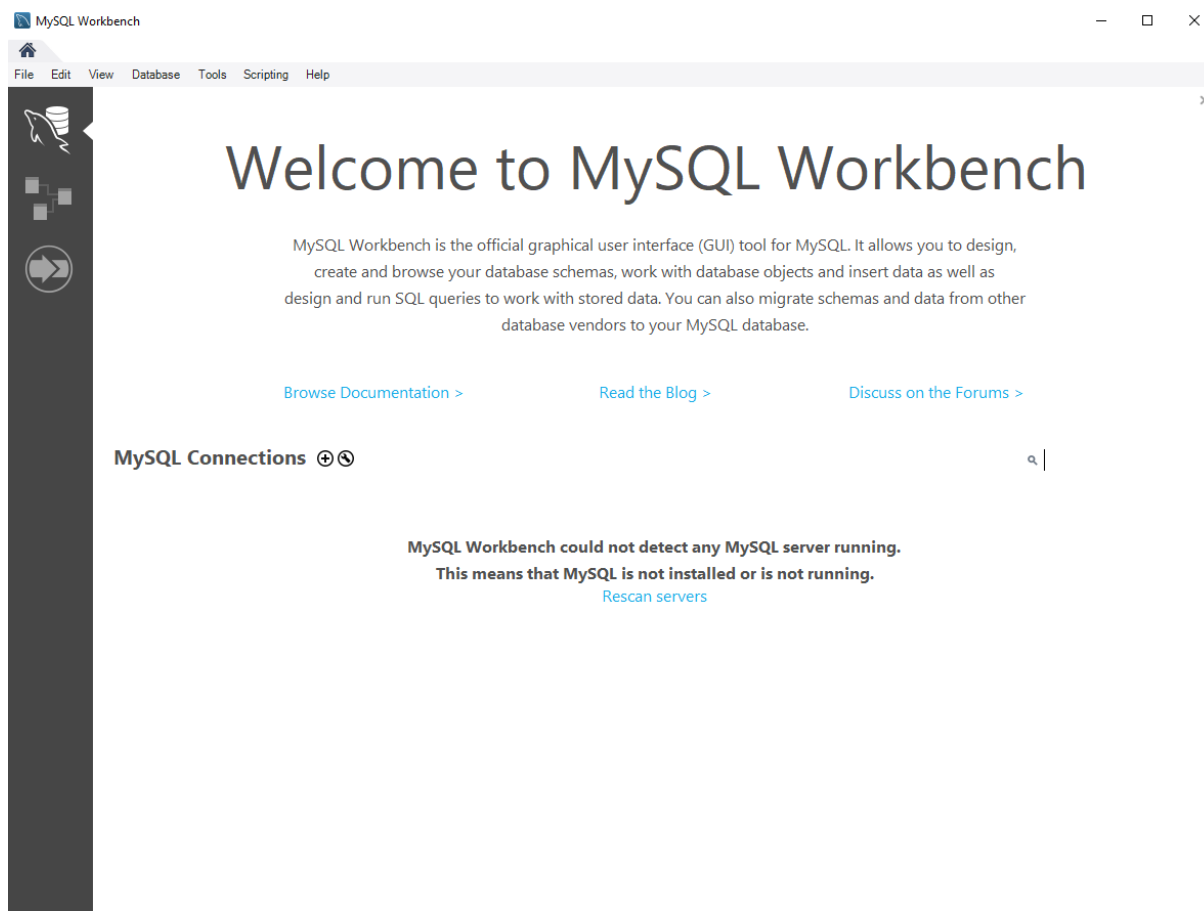 MySQL Workbench
File Edit View Database Tools Scripting Help
Welcome to MySQL Workbench
MySQL Workbench is the official graphical user interface (GUI) tool for MySQL. It allows you to design,
create and browse your database schemas, work with database objects and insert data as well as
design and run SQL queries to work with stored data. You can also migrate schemas and data from other
database vendors to your MySQL database.
Browse Documentation > Read the Blog > Discuss on the Forums >
MySQL Connections
MySQL Workbench could not detect any MySQL server running.
This means that MySQL is not installed or is not running.
Rescan servers